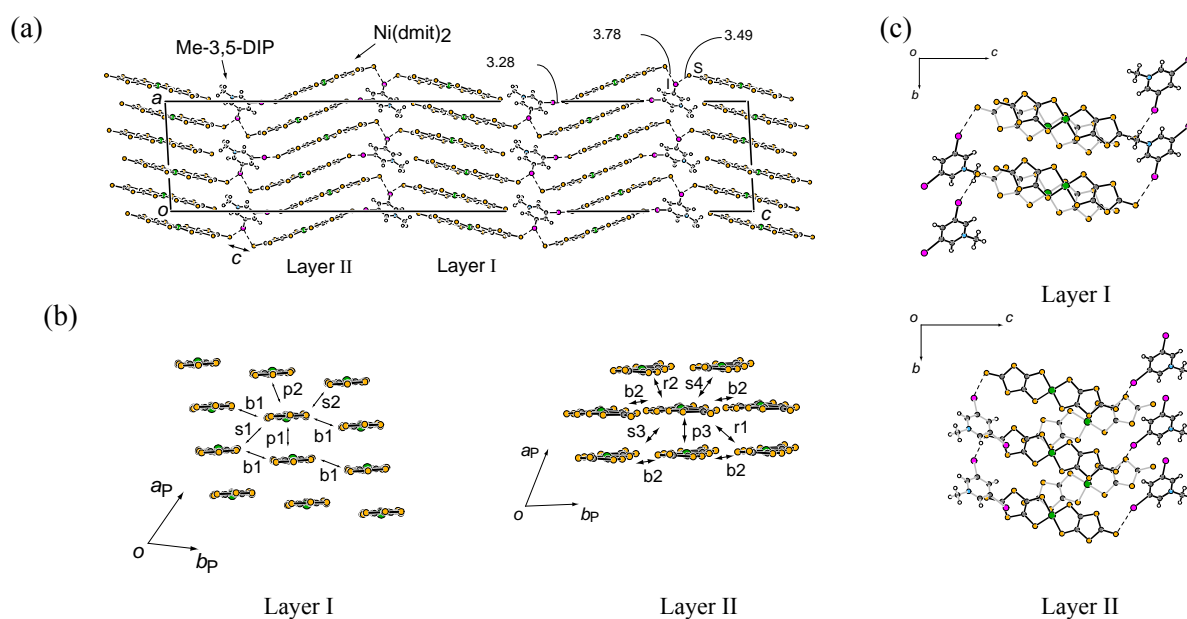 (a)
Me-3,5-DIP
Ni(dmit)2
3.28
3.78
3.49
I
S
a
o
c
c
Layer II
Layer I
(b)
p2
b1
s2
s1
p1
b1
b1
b1
aP
o
bP
Layer I
b2
r2
s4
b2
s3
p3
r1
b2
b2
aP
o
bP
Layer II
(c)
o
c
b
Layer I
o
c
b
Layer II